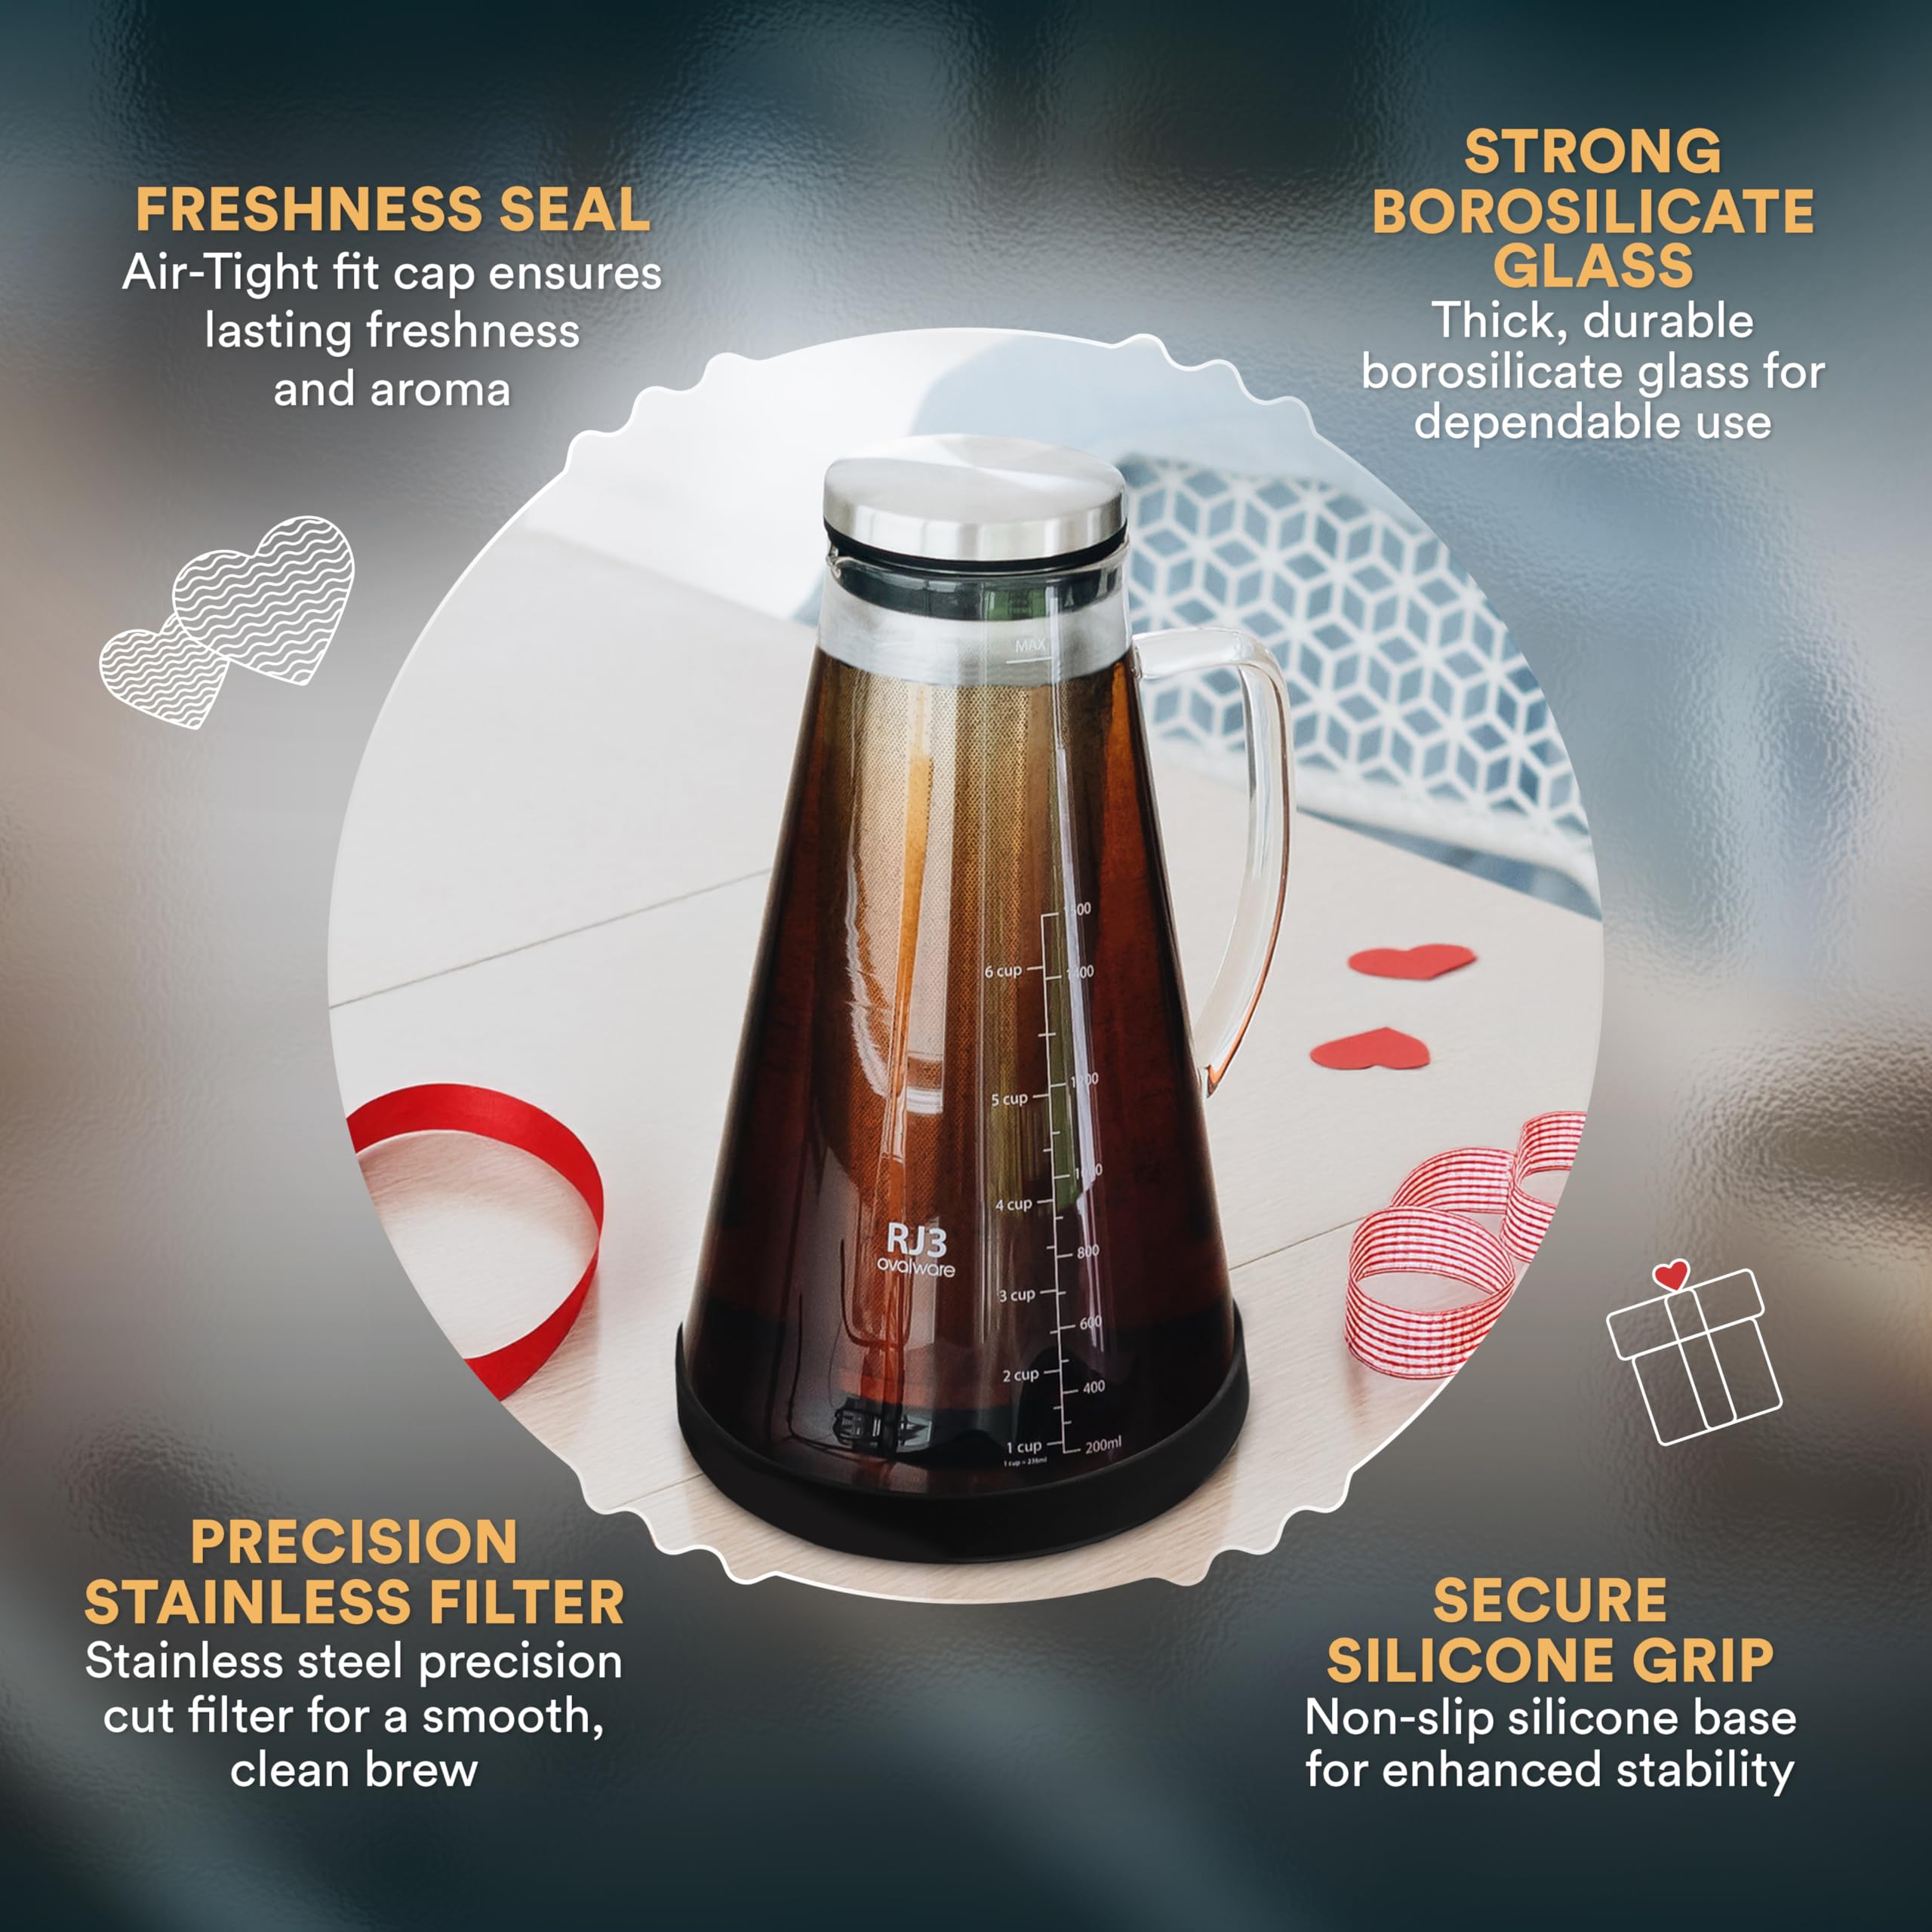 FRESHNESS SEAL
Air-Tight fit cap ensures
lasting freshness
and aroma
STRONG
BOROSILICATE
GLASS
Thick, durable
borosilicate glass for
dependable use
MAX
1500
6 cup
1400
1200
5 cup
1000
4 cup
RJ3
ovalware
800
3 cup
600
2 cup
400
1 cup
200ml
1 cup = 236ml
PRECISION
STAINLESS FILTER
Stainless steel precision
cut filter for a smooth,
clean brew
SECURE
SILICONE GRIP
Non-slip silicone base
for enhanced stability